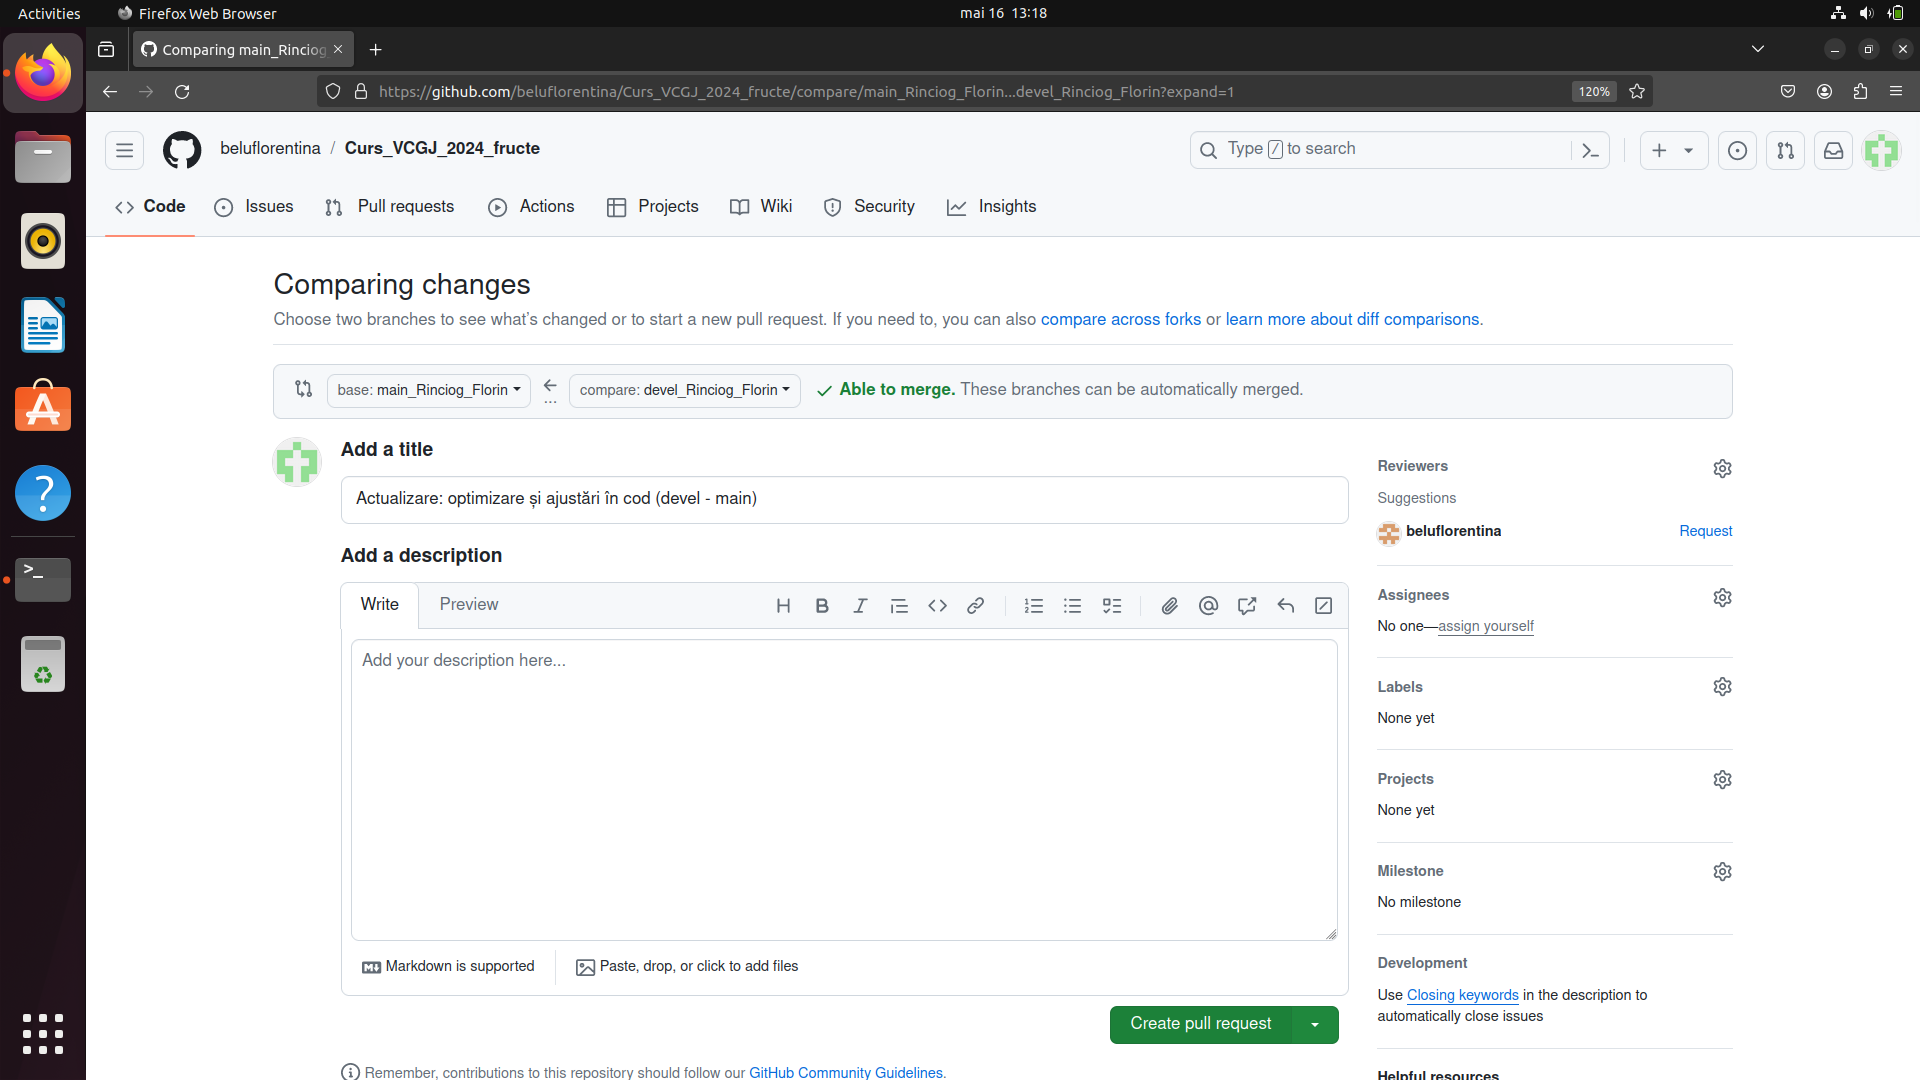 Activities
Firefox Web Browser
mai 16 13:18
Comparing main_Rinciog
https://github.com/beluflorentina/Curs_VCGJ_2024_fructe/compare/main_Rinciog_Florin...devel_Rinciog_Florin?expand=1
120%
beluflorentina / Curs_VCGJ_2024_fructe
Type / to search
Code
Issues
Pull requests
Actions
Projects
Wiki
Security
Insights
Comparing changes
Choose two branches to see what's changed or to start a new pull request. If you need to, you can also compare across forks or learn more about diff comparisons.
base: main_Rinciog_Florin
...
compare: devel_Rinciog_Florin
Able to merge. These branches can be automatically merged.
Add a title
Actualizare: optimizare și ajustări în cod (devel - main)
Add a description
Write
Preview
Add your description here...
Markdown is supported
Paste, drop, or click to add files
Create pull request
Remember, contributions to this repository should follow our GitHub Community Guidelines.
Reviewers
Suggestions
beluflorentina
Request
Assignees
No one—assign yourself
Labels
None yet
Projects
None yet
Milestone
No milestone
Development
Use Closing keywords in the description to
automatically close issues
Helpful resources